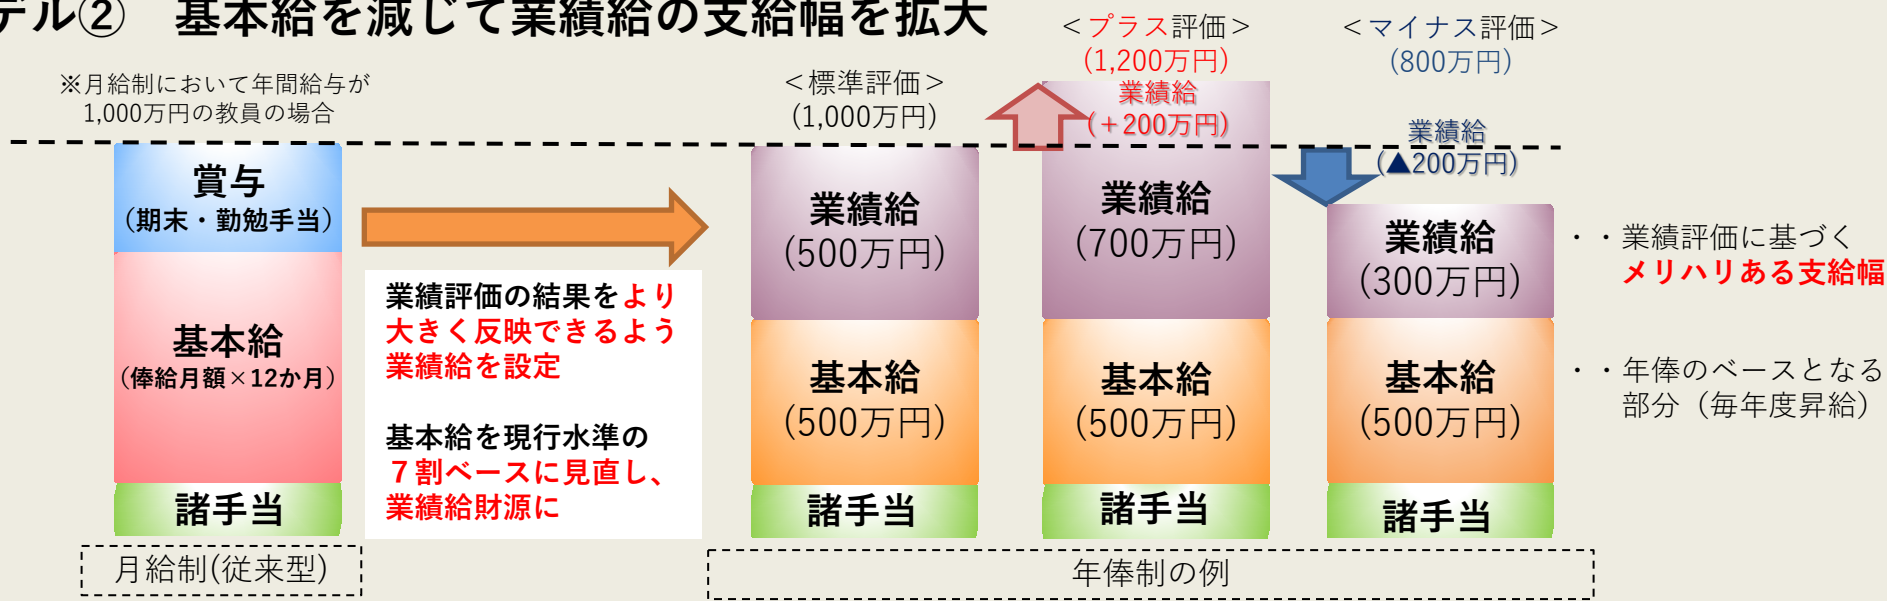 デル②　基本給を減じて業績給の支給幅を拡大
※月給制において年間給与が
1,000万円の教員の場合
賞与
（期末・勤勉手当）
基本給
（俸給月額×12か月）
諸手当
月給制(従来型)
業績評価の結果をより
大きく反映できるよう
業績給を設定
基本給を現行水準の
７割ベースに見直し、
業績給財源に
＜標準評価＞
(1,000万円)
業績給
(500万円)
基本給
(500万円)
諸手当
＜プラス評価＞
(1,200万円)
業績給
(＋200万円)
業績給
(700万円)
基本給
(500万円)
諸手当
＜マイナス評価＞
(800万円)
業績給
(▲200万円)
業績給
(300万円)
基本給
(500万円)
諸手当
年俸制の例
・・業績評価に基づく
メリハリある支給幅
・・年俸のベースとなる
部分（毎年度昇給）